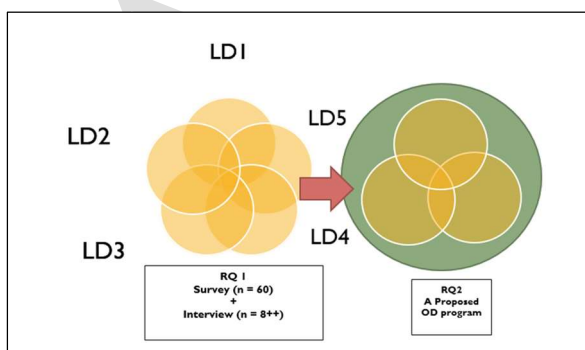 LD1
LD2
LD5
LD3
LD4
RQ 1
Survey (n = 60)
+
Interview (n = 8++)
RQ2
A Proposed
OD program